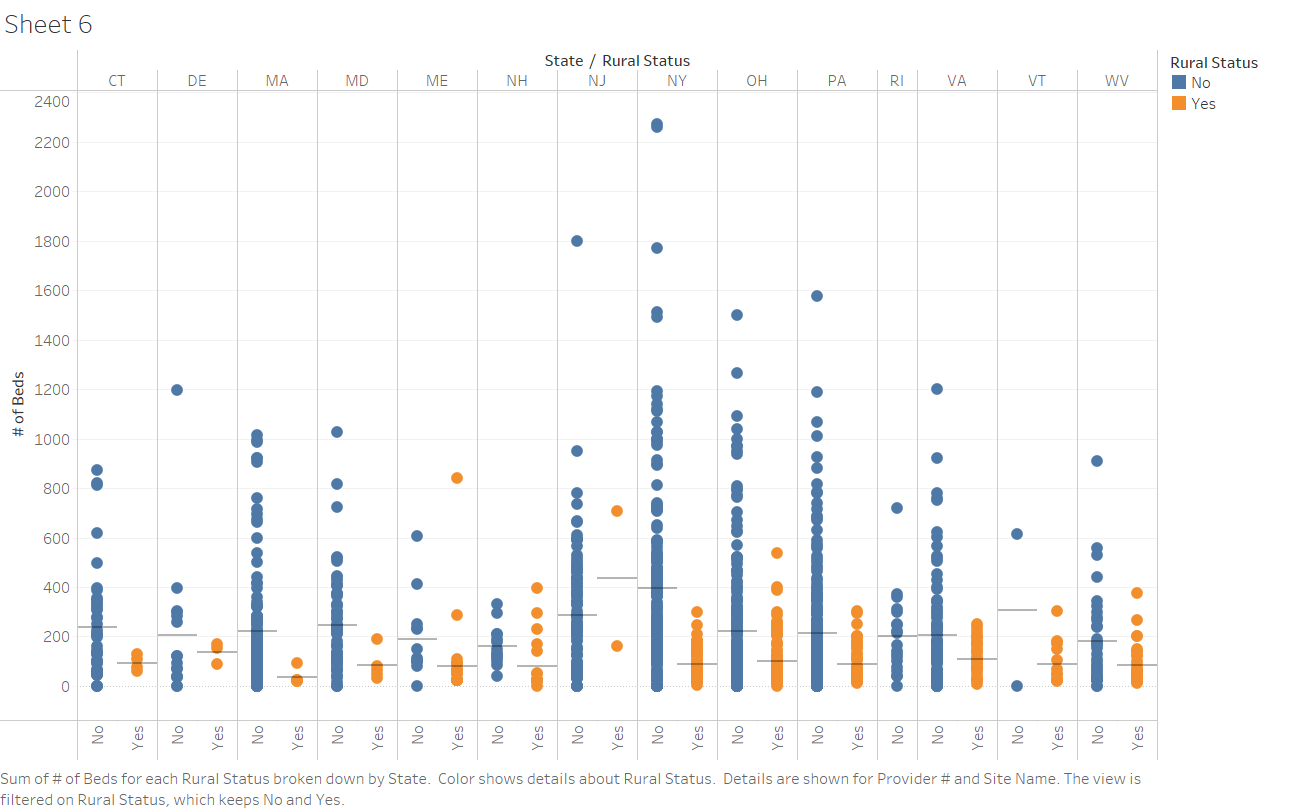 Sheet 6
State / Rural Status
Rural Status
No
Yes
CT DE MA MD ME NH NJ NY OH PA RI VA VT WV
2400
2200
2000
1800
1600
1400
1200
1000
800
600
400
200
0
# of Beds
No Yes No Yes No Yes No Yes No Yes No Yes No Yes No Yes No Yes No Yes No No Yes No Yes No Yes
Sum of # of Beds for each Rural Status broken down by State.  Color shows details about Rural Status.  Details are shown for Provider # and Site Name. The view is
filtered on Rural Status, which keeps No and Yes.